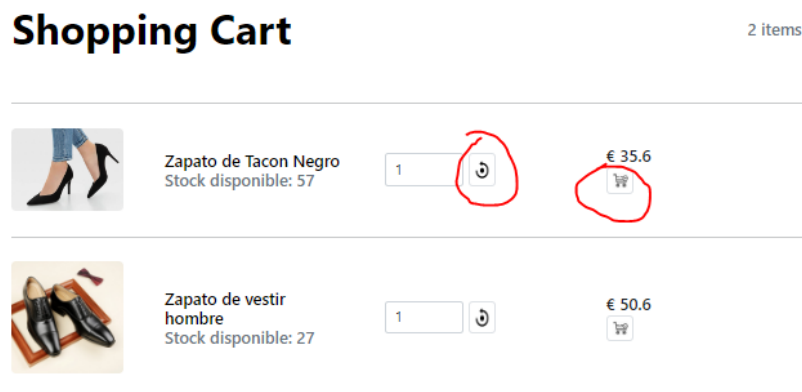 Shopping Cart
2 items
Zapato de Tacon Negro
Stock disponible: 57
1
€ 35.6
Zapato de vestir
hombre
Stock disponible: 27
1
€ 50.6